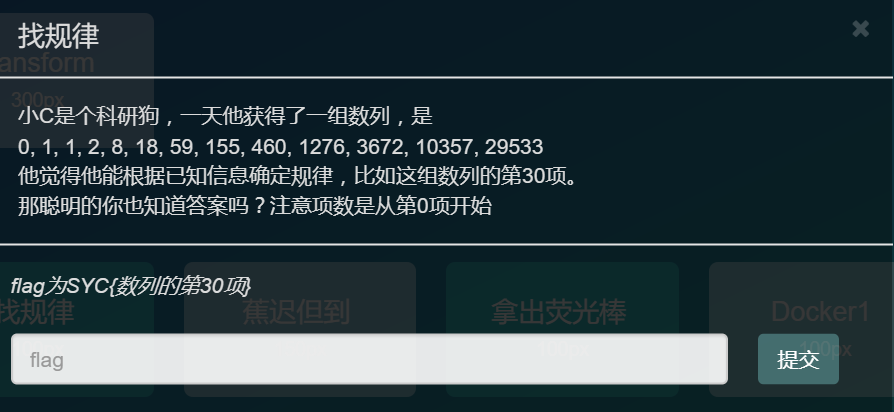 找规律
ansform
300px
小C是个科研狗，一天他获得了一组数列，是
0, 1, 1, 2, 8, 18, 59, 155, 460, 1276, 3672, 10357, 29533
他觉得他能根据已知信息确定规律，比如这组数列的第30项。
那聪明的你也知道答案吗？注意项数是从第0项开始
flag为SYC{数列的第30项}
找规律
蕉迟但到
拿出荧光棒
Docker1
flag
提交
100px